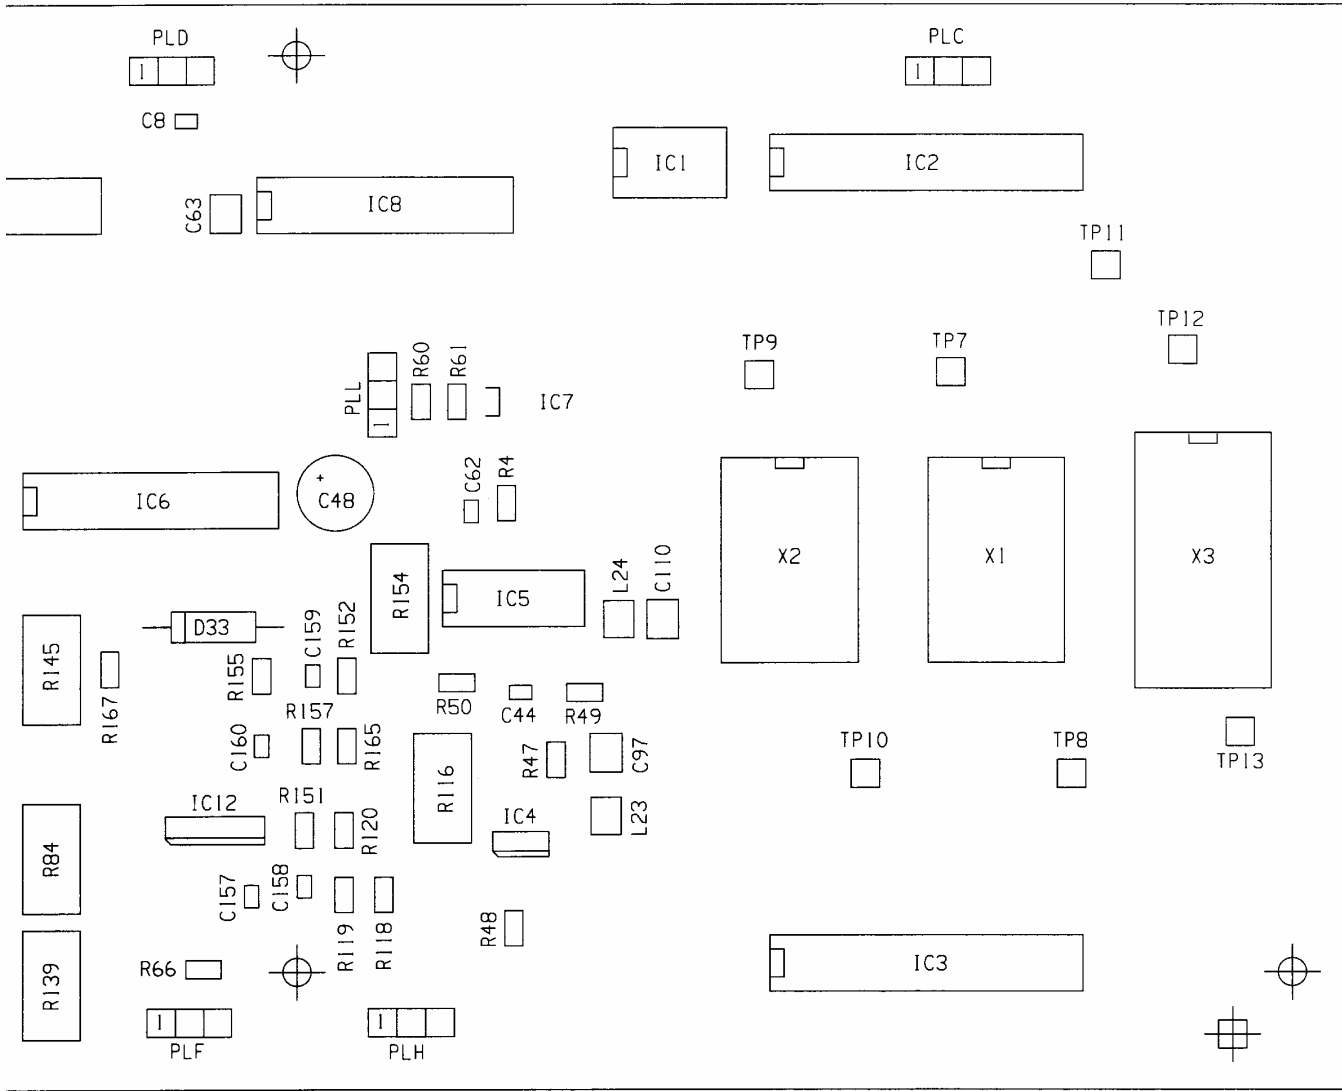 PLD
PLC
1
1
C8
IC1
IC2
C63
IC8
TP11
TP12
TP9
TP7
PLL
R60
R61
IC7
1
IC6
+
C48
C62
R4
X2
X1
X3
R154
IC5
L24
C110
R145
D33
C159
R152
R155
R167
R50
C44
R49
R157
C160
R165
R116
R47
C97
TP10
TP8
TP13
IC12
R151
R120
IC4
L23
R84
C157
C158
R119
R118
R48
R139
R66
IC3
1
1
PLF
PLH